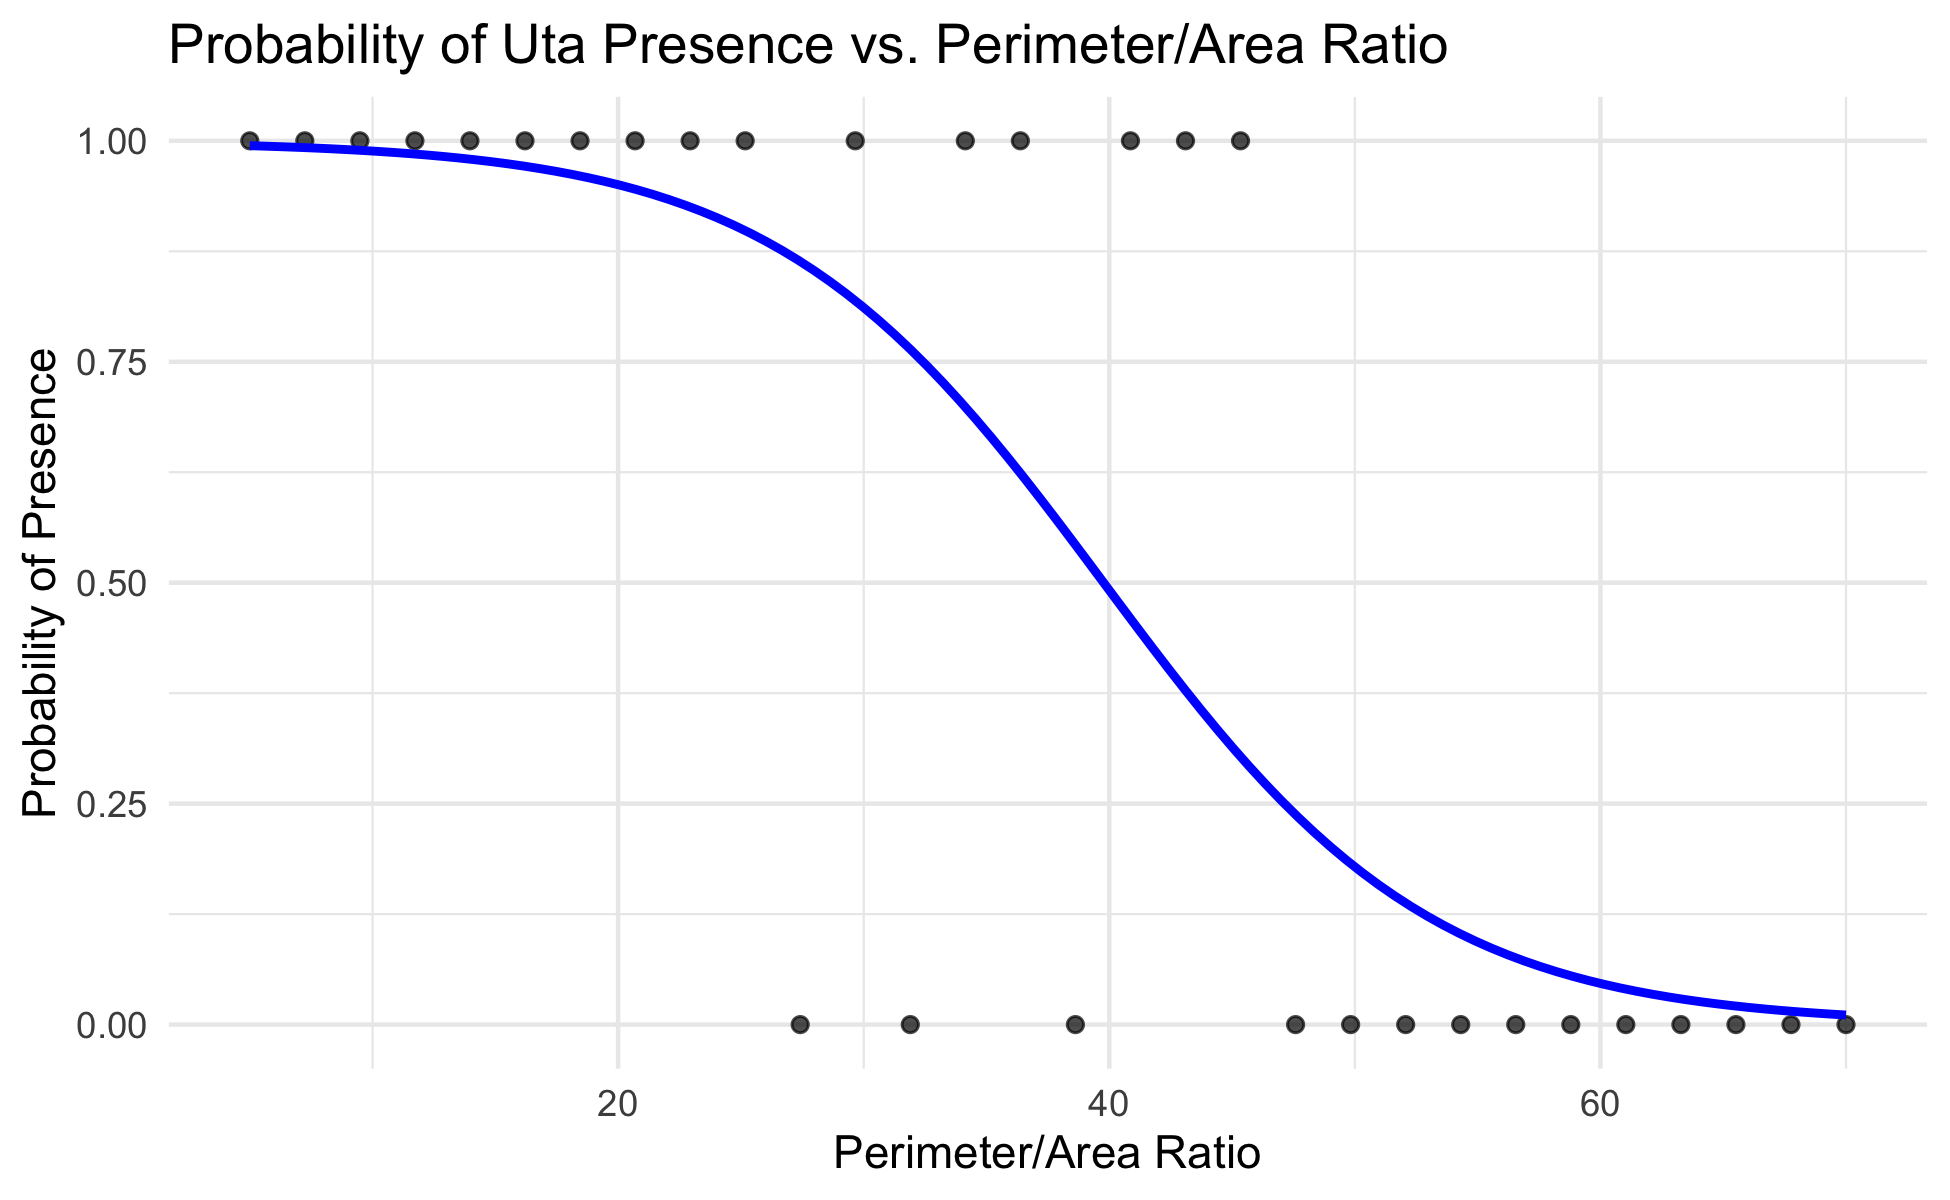 Probability of Uta Presence vs. Perimeter/Area Ratio
Probability of Presence
1.00
0.75
0.50
0.25
0.00
20
40
60
Perimeter/Area Ratio